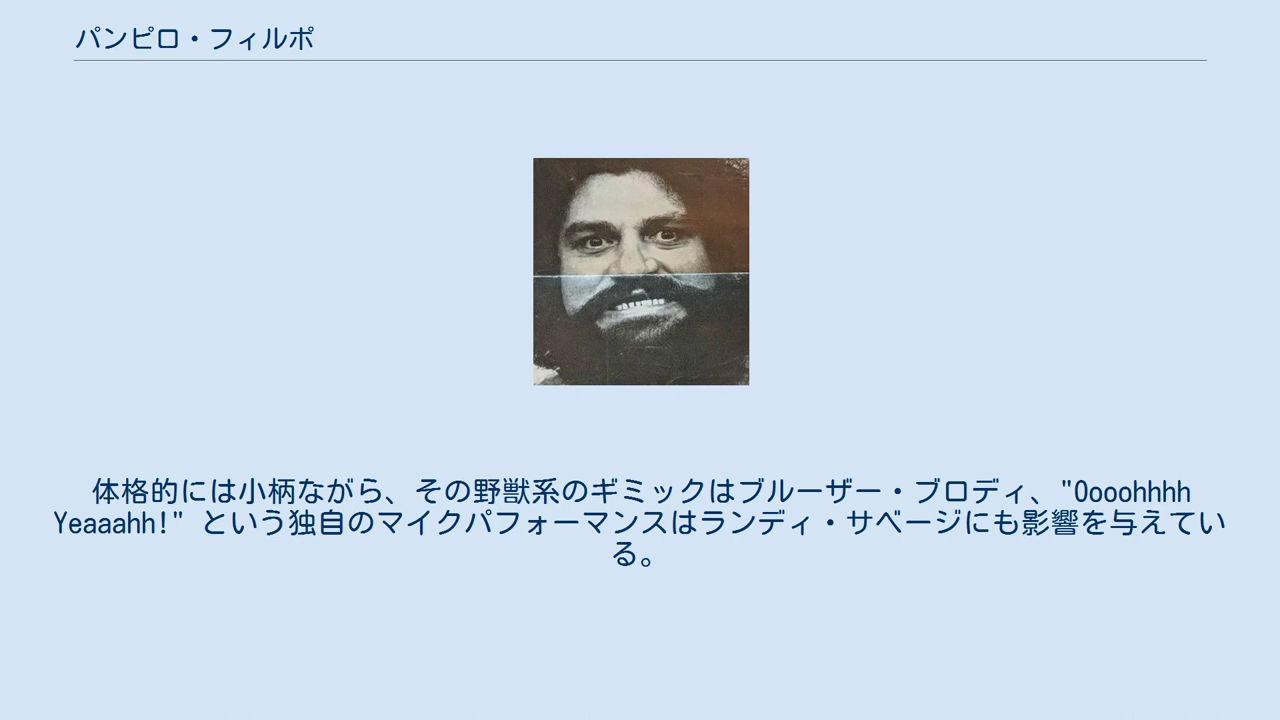 パンピロ・フィルポ
体格的には小柄ながら、その野獣系のギミックはブルーザー・ブロディ、"Oooohhhh
Yeaaahh!" という独自のマイクパフォーマンスはランディ・サベージにも影響を与えてい
る。